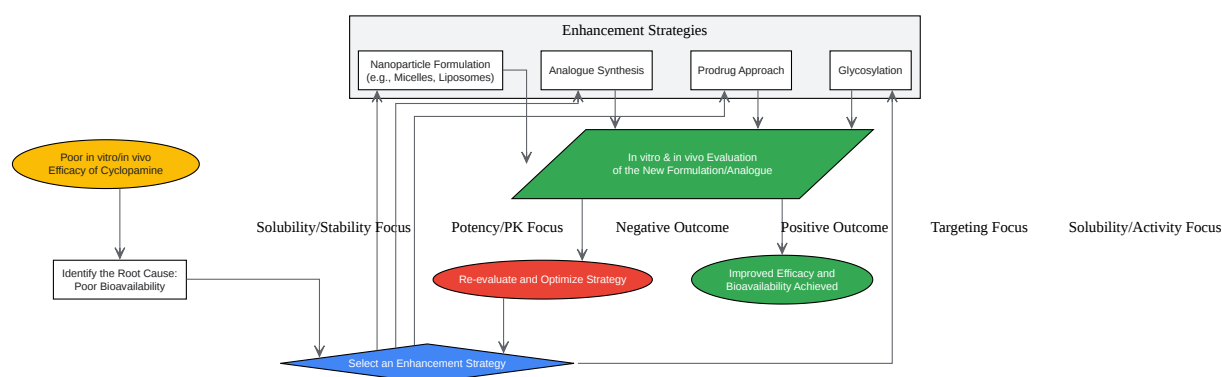 Enhancement Strategies
Nanoparticle Formulation
(e.g., Micelles, Liposomes)
Analogue Synthesis
Prodrug Approach
Glycosylation
Poor in vitro/in vivo
Efficacy of Cyclopamine
In vitro & in vivo Evaluation
of the New Formulation/Analogue
Solubility/Stability Focus
Potency/PK Focus
Negative Outcome
Positive Outcome
Targeting Focus
Solubility/Activity Focus
Identify the Root Cause:
Poor Bioavailability
Re-evaluate and Optimize Strategy
Improved Efficacy and
Bioavailability Achieved
Select an Enhancement Strategy